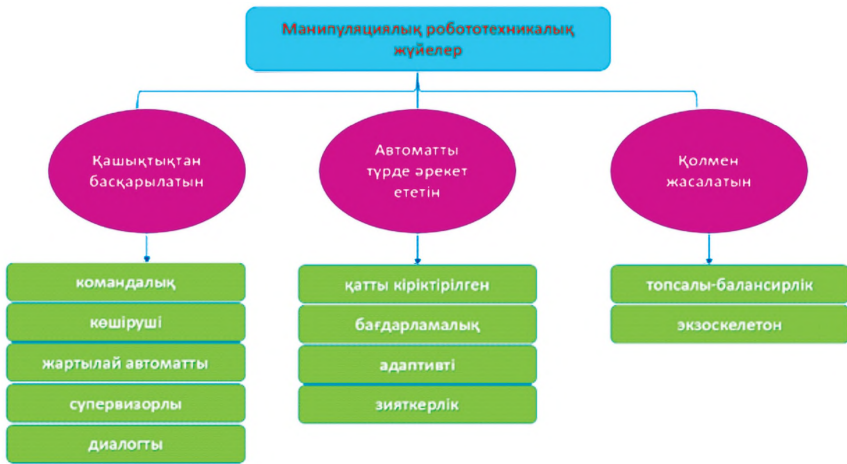 Манипуляциялық робототехникалық
жүйелер
Қашықтықтан
басқарылатын
командалық
көшіруші
жартылай автоматты
супервизорлы
диалогты
Автоматты
түрде әрекет
ететін
қатты кіріктірілген
бағдарламалық
адаптивті
зияткерлік
Қолмен
жасалатын
топсалы-балансирлік
экзоскелетон